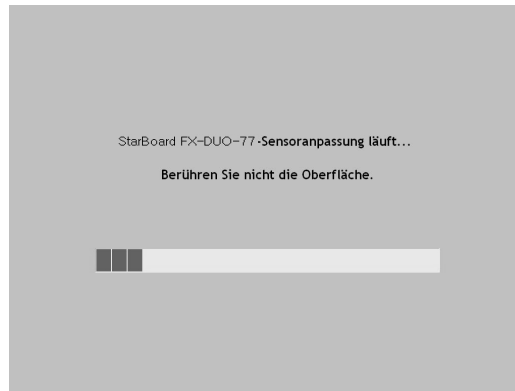 StarBoard FX-DUO-77-Sensoranpassung läuft...
Berühren Sie nicht die Oberfläche.